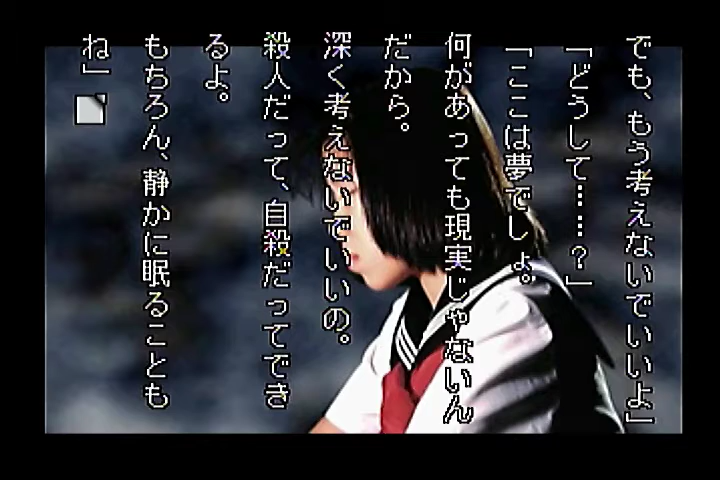 でも、もう考えないでいいよ」
「どうして……？」
「ここは夢でしょ。
何があっても現実じゃないん
だから。
深く考えないでいいの。
殺人だって、自殺だってでき
るよ。
もちろん、静かに眠ることも
ね」